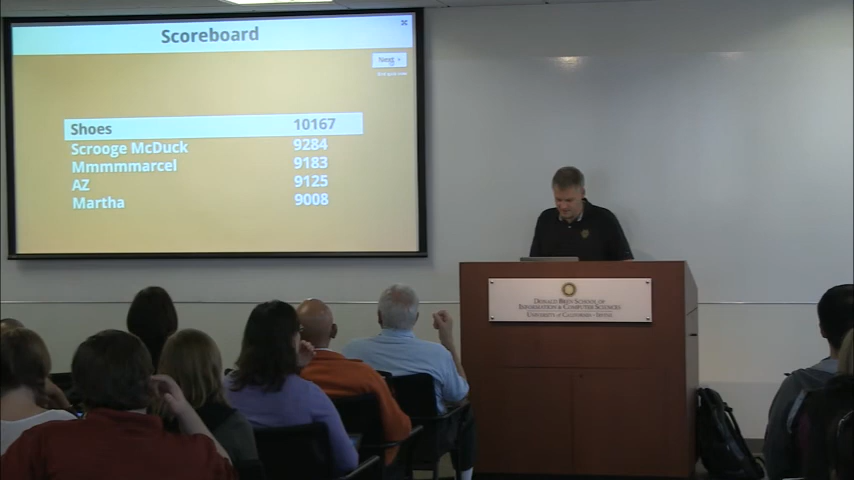 Scoreboard
Next
Shoes 10167
Scrooge McDuck 9284
Mmmmmarcel 9183
AZ 9125
Martha 9008
Donald Bren School of
Information & Computer Sciences
University of California - Irvine